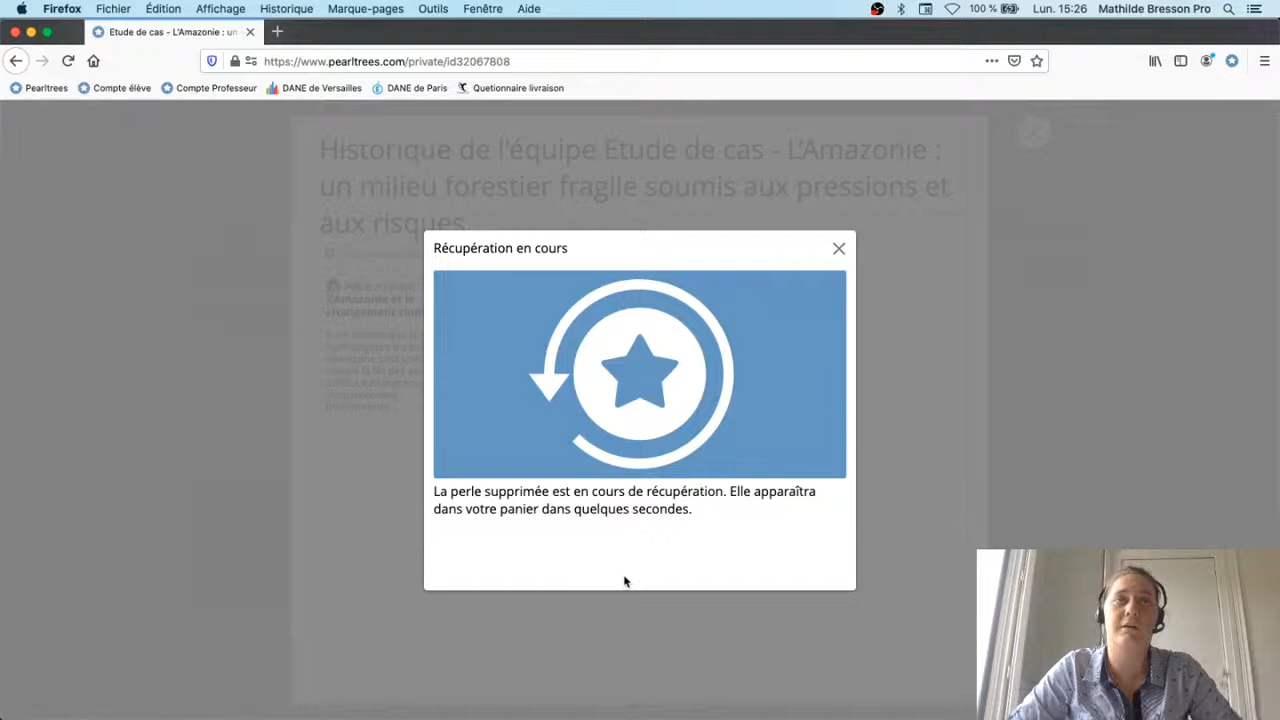 Firefox Fichier Édition Affichage Historique Marque-pages Outils Fenêtre Aide 100 % Lun. 15:26 Mathilde Bresson Pro
Etude de cas - L'Amazonie : un
https://www.pearltrees.com/private/id32067808
Pearltrees Compte élève Compte Professeur DANE de Versailles DANE de Paris Quetionnaire livraison
Historique de l'équipe Etude de cas - L'Amazonie :
un milieu forestier fragile soumis aux pressions et
aux risques
Récupération en cours
La perle supprimée est en cours de récupération. Elle apparaîtra
dans votre panier dans quelques secondes.
L'Amazonie et le